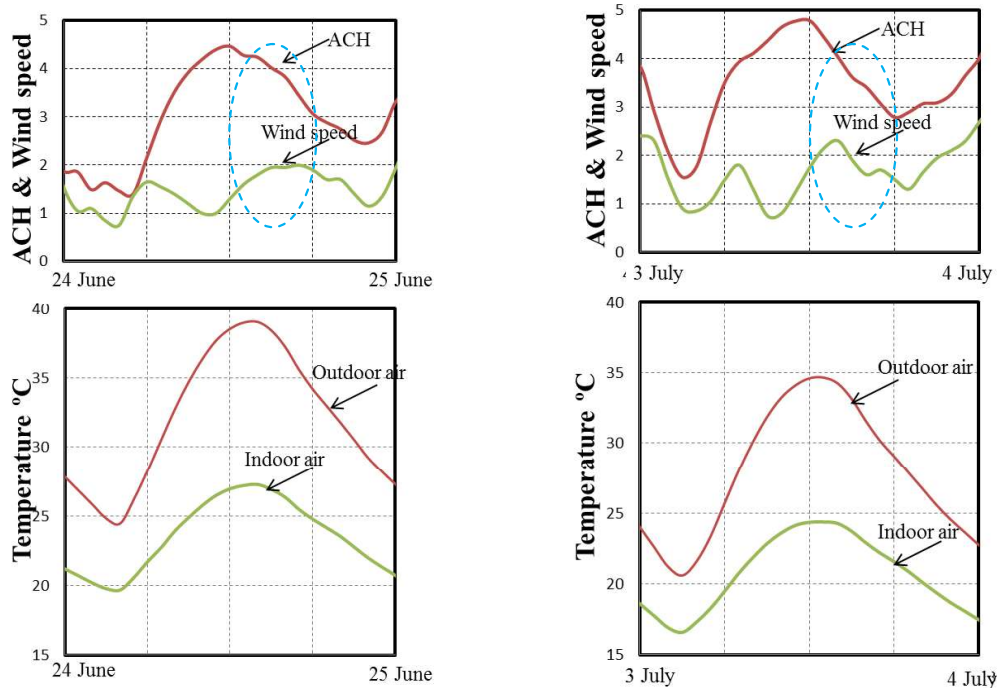 ACH & Wind speed
5
4
3
2
1
0
ACH
Wind speed
24 June
25 June
ACH & Wind speed
5
4
3
2
1
0
ACH
Wind speed
3 July
4 July
Temperature ºC
40
35
30
25
20
15
Outdoor air
Indoor air
24 June
25 June
Temperature ºC
40
35
30
25
20
15
Outdoor air
Indoor air
3 July
4 July